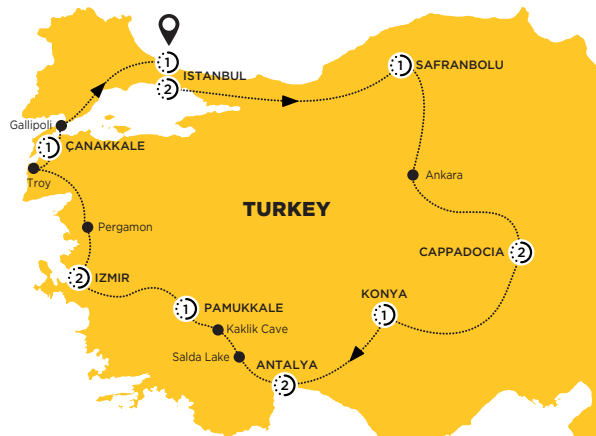 1
ISTANBUL
2
1
SAFRANBOLU
Gallipoli
1
ÇANAKKALE
Troy
Ankara
TURKEY
Pergamon
CAPPADOCIA
2
2
IZMIR
KONYA
1
PAMUKKALE
1
Kaklik Cave
Salda Lake
ANTALYA
2